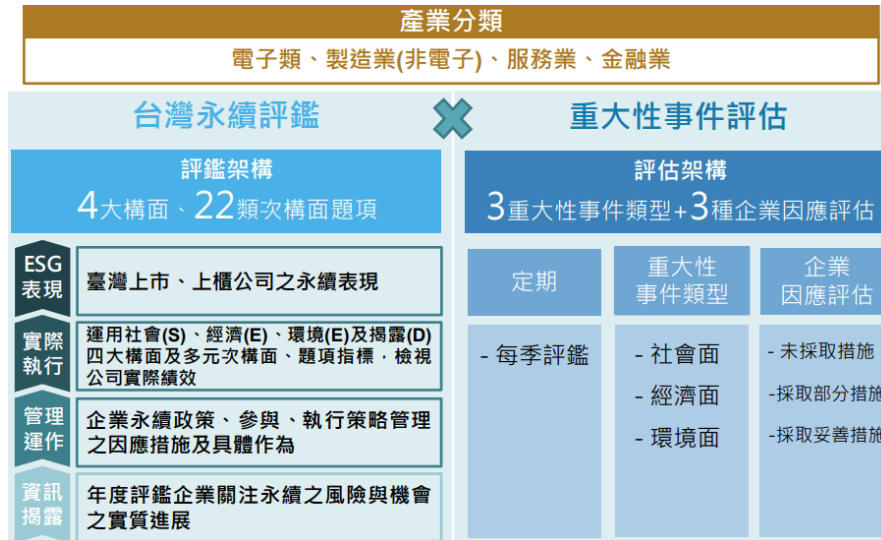 產業分類
電子類、製造業(非電子)、服務業、金融業
台灣永續評鑑
重大性事件評估
評鑑架構
4大構面、22類次構面題項
評估架構
3重大性事件類型+3種企業因應評估
ESG
表現
臺灣上市、上櫃公司之永續表現
實際
執行
運用社會(S)、經濟(E)、環境(E)及揭露(D)
四大構面及多元次構面、題項指標，檢視
公司實際績效
管理
運作
企業永續政策、參與、執行策略管理
之因應措施及具體作為
資訊
揭露
年度評鑑企業關注永續之風險與機會
之實質進展
定期
- 每季評鑑
重大性
事件類型
- 社會面
- 經濟面
- 環境面
企業
因應評估
- 未採取措施
-採取部分措施
-採取妥善措施